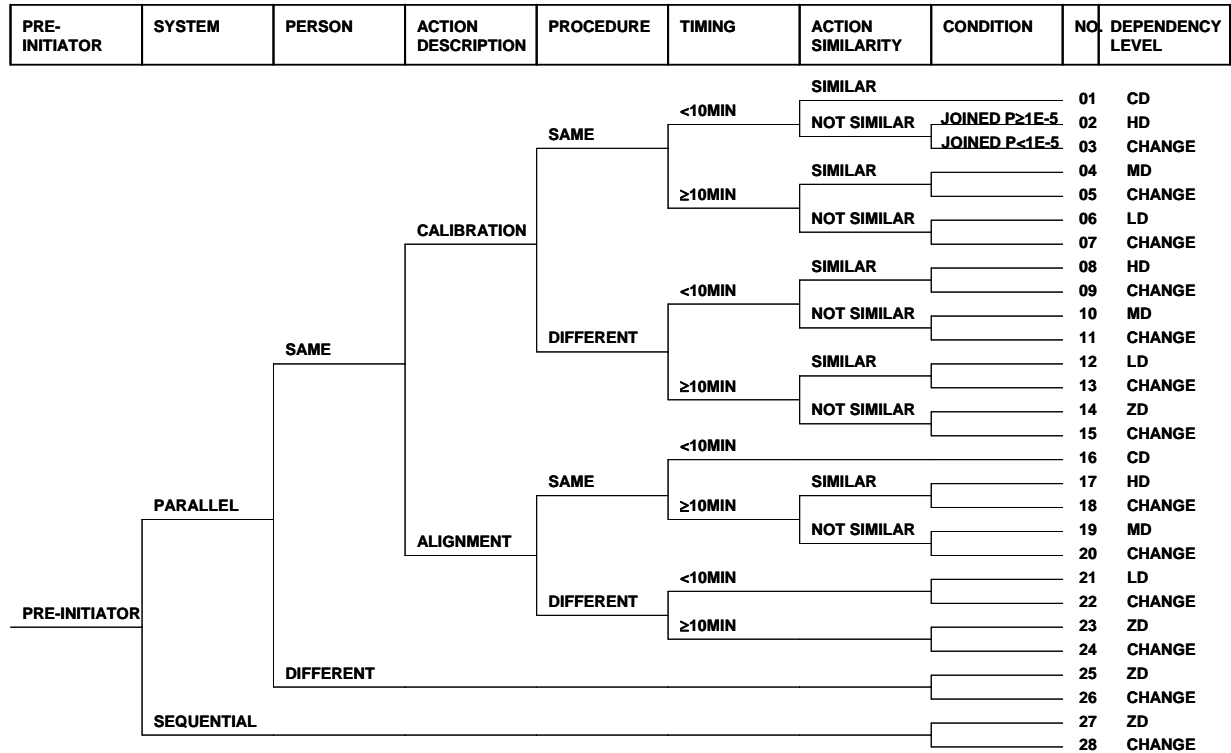 PRE-INITIATOR SYSTEM PERSON ACTION DESCRIPTION PROCEDURE TIMING ACTION SIMILARITY CONDITION NO. DEPENDENCY LEVEL
SIMILAR
<10MIN 01 CD
NOT SIMILAR JOINED P≥1E-5 02 HD
SAME JOINED P<1E-5 03 CHANGE
SIMILAR 04 MD
≥10MIN 05 CHANGE
NOT SIMILAR 06 LD
CALIBRATION 07 CHANGE
SIMILAR 08 HD
<10MIN 09 CHANGE
NOT SIMILAR 10 MD
DIFFERENT 11 CHANGE
SAME SIMILAR 12 LD
≥10MIN 13 CHANGE
NOT SIMILAR 14 ZD
15 CHANGE
<10MIN 16 CD
SAME SIMILAR 17 HD
PARALLEL ≥10MIN 18 CHANGE
NOT SIMILAR 19 MD
ALIGNMENT 20 CHANGE
<10MIN 21 LD
DIFFERENT 22 CHANGE
PRE-INITIATOR ≥10MIN 23 ZD
24 CHANGE
DIFFERENT 25 ZD
26 CHANGE
SEQUENTIAL 27 ZD
28 CHANGE